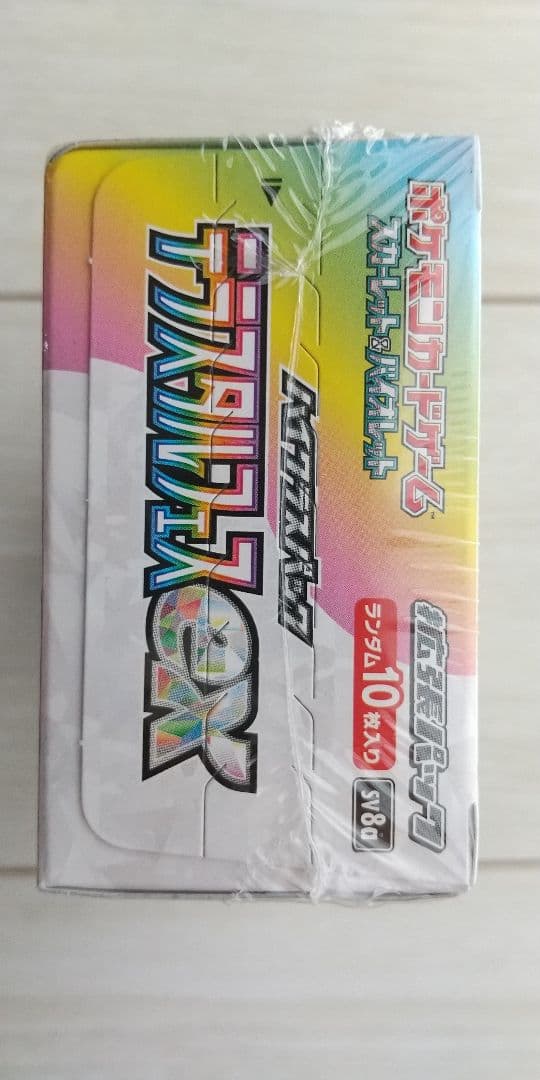 ポケモンカードゲーム™
スカーレット&バイオレット
拡張パック
ハイクラスパック
ランダム10枚入り
sv8a
テラスタルフェスex